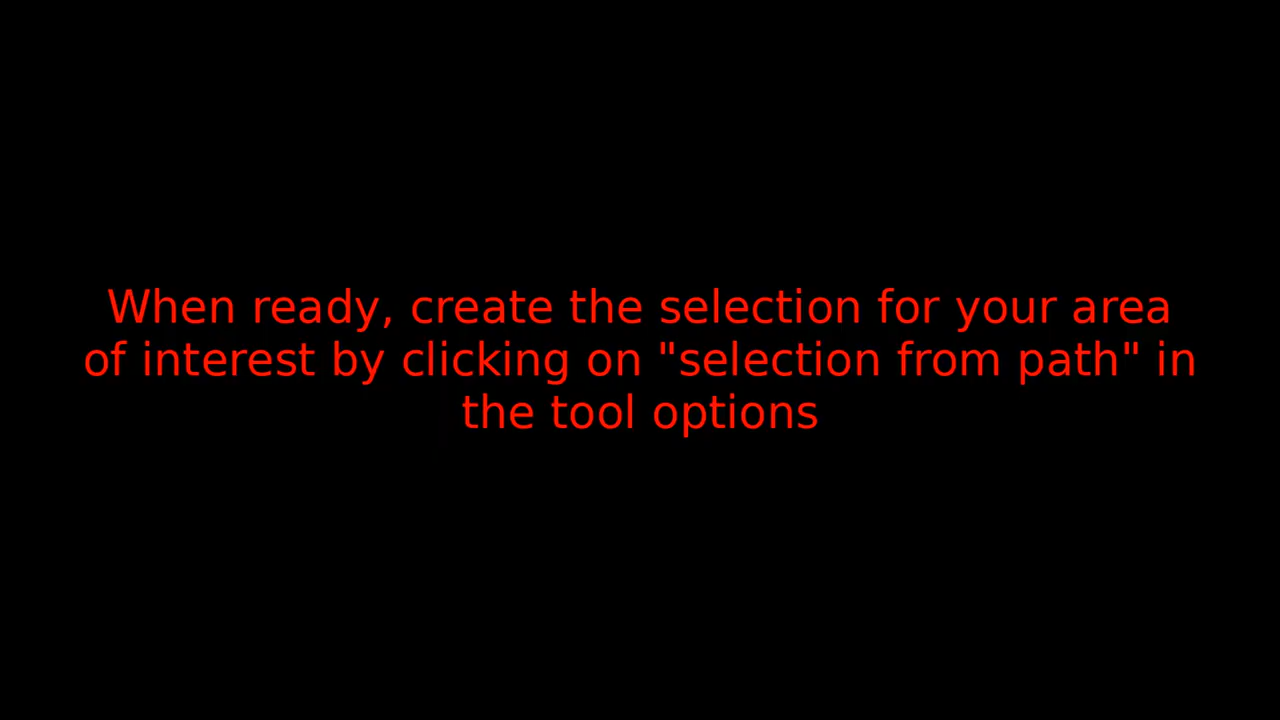 When ready, create the selection for your area
of interest by clicking on "selection from path" in
the tool options